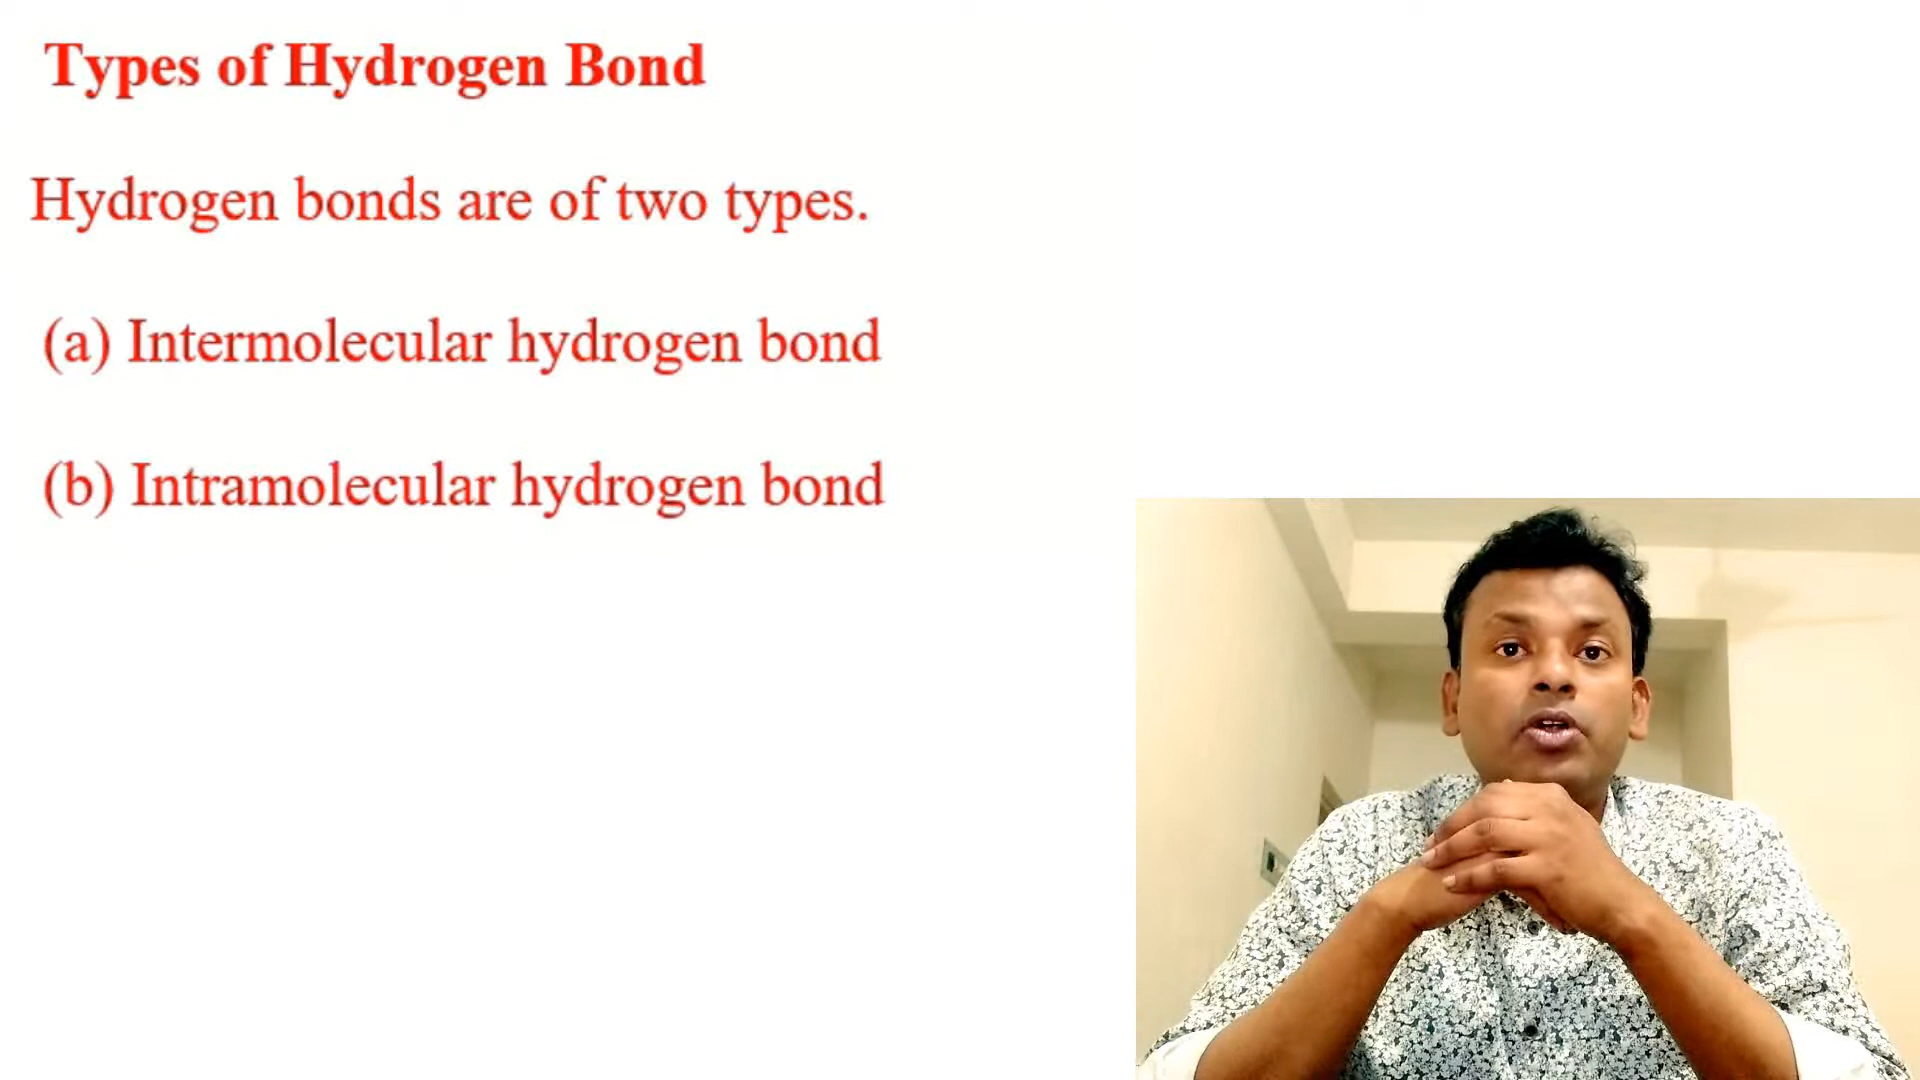 Types of Hydrogen Bond
Hydrogen bonds are of two types.
(a) Intermolecular hydrogen bond
(b) Intramolecular hydrogen bond